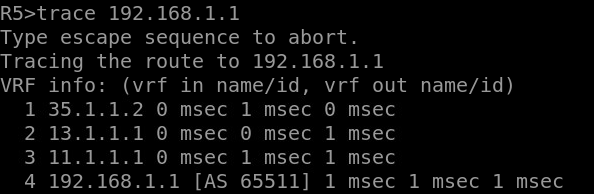 R5>trace 192.168.1.1
Type escape sequence to abort.
Tracing the route to 192.168.1.1
VRF info: (vrf in name/id, vrf out name/id)
  1 35.1.1.2 0 msec 1 msec 0 msec
  2 13.1.1.1 0 msec 0 msec 1 msec
  3 11.1.1.1 0 msec 1 msec 1 msec
  4 192.168.1.1 [AS 65511] 1 msec 1 msec 1 msec